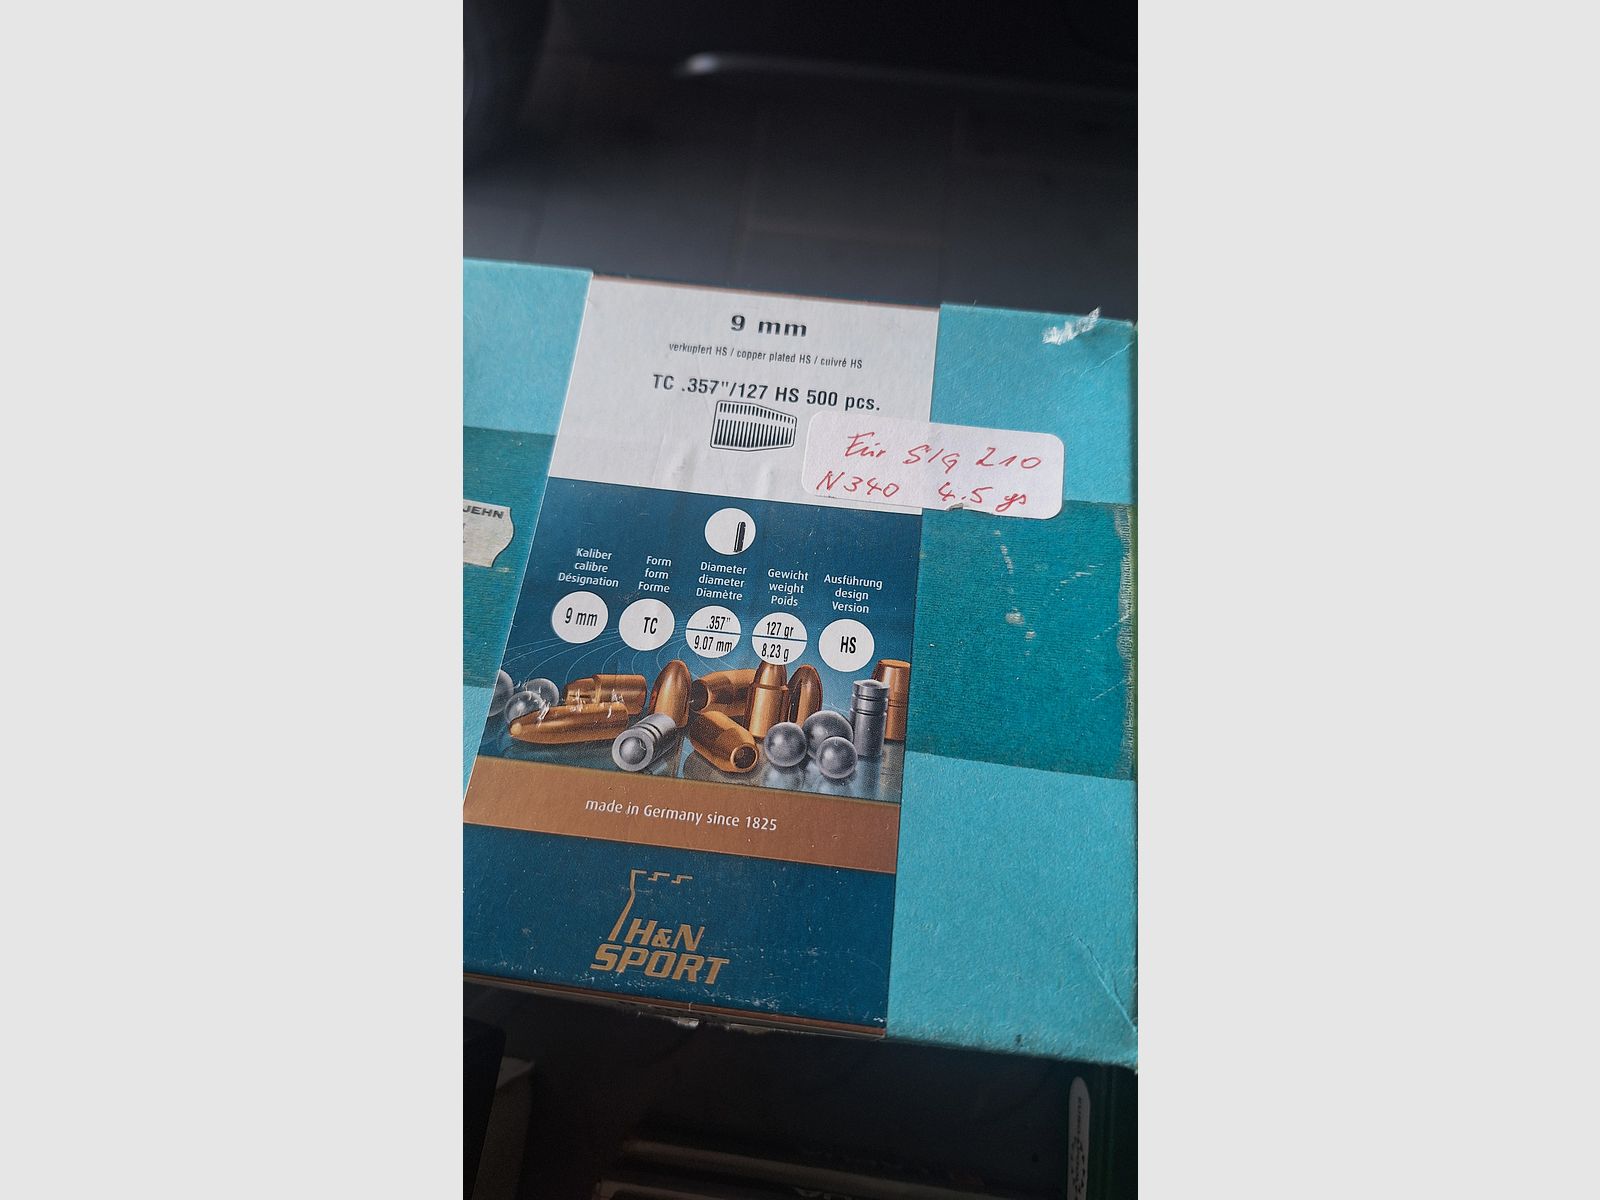 9 mm
verkupfert HS / copper plated HS / cuivré HS
TC .357"/127 HS 500 pcs.
Für SIG 210
N340 4.5 gs
JEHN
Kaliber
calibre
Désignation
Form
form
Forme
Diameter
diameter
Diamètre
Gewicht
weight
Poids
Ausführung
design
Version
9 mm
TC
.357"
9.07 mm
127 gr
8.23 g
HS
made in Germany since 1825
H&N
SPORT